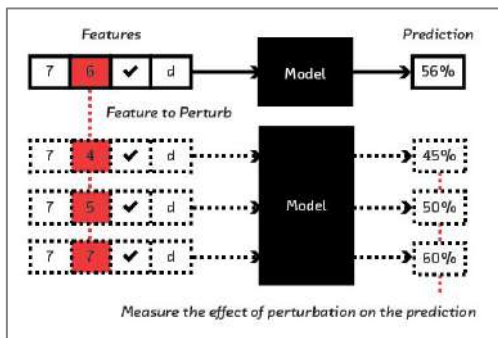 Features Prediction
7 6 ✔ d Model 56%
Feature to Perturb
7 4 ✔ d 45%
7 5 ✔ d Model 50%
7 7 ✔ d 60%
Measure the effect of perturbation on the prediction